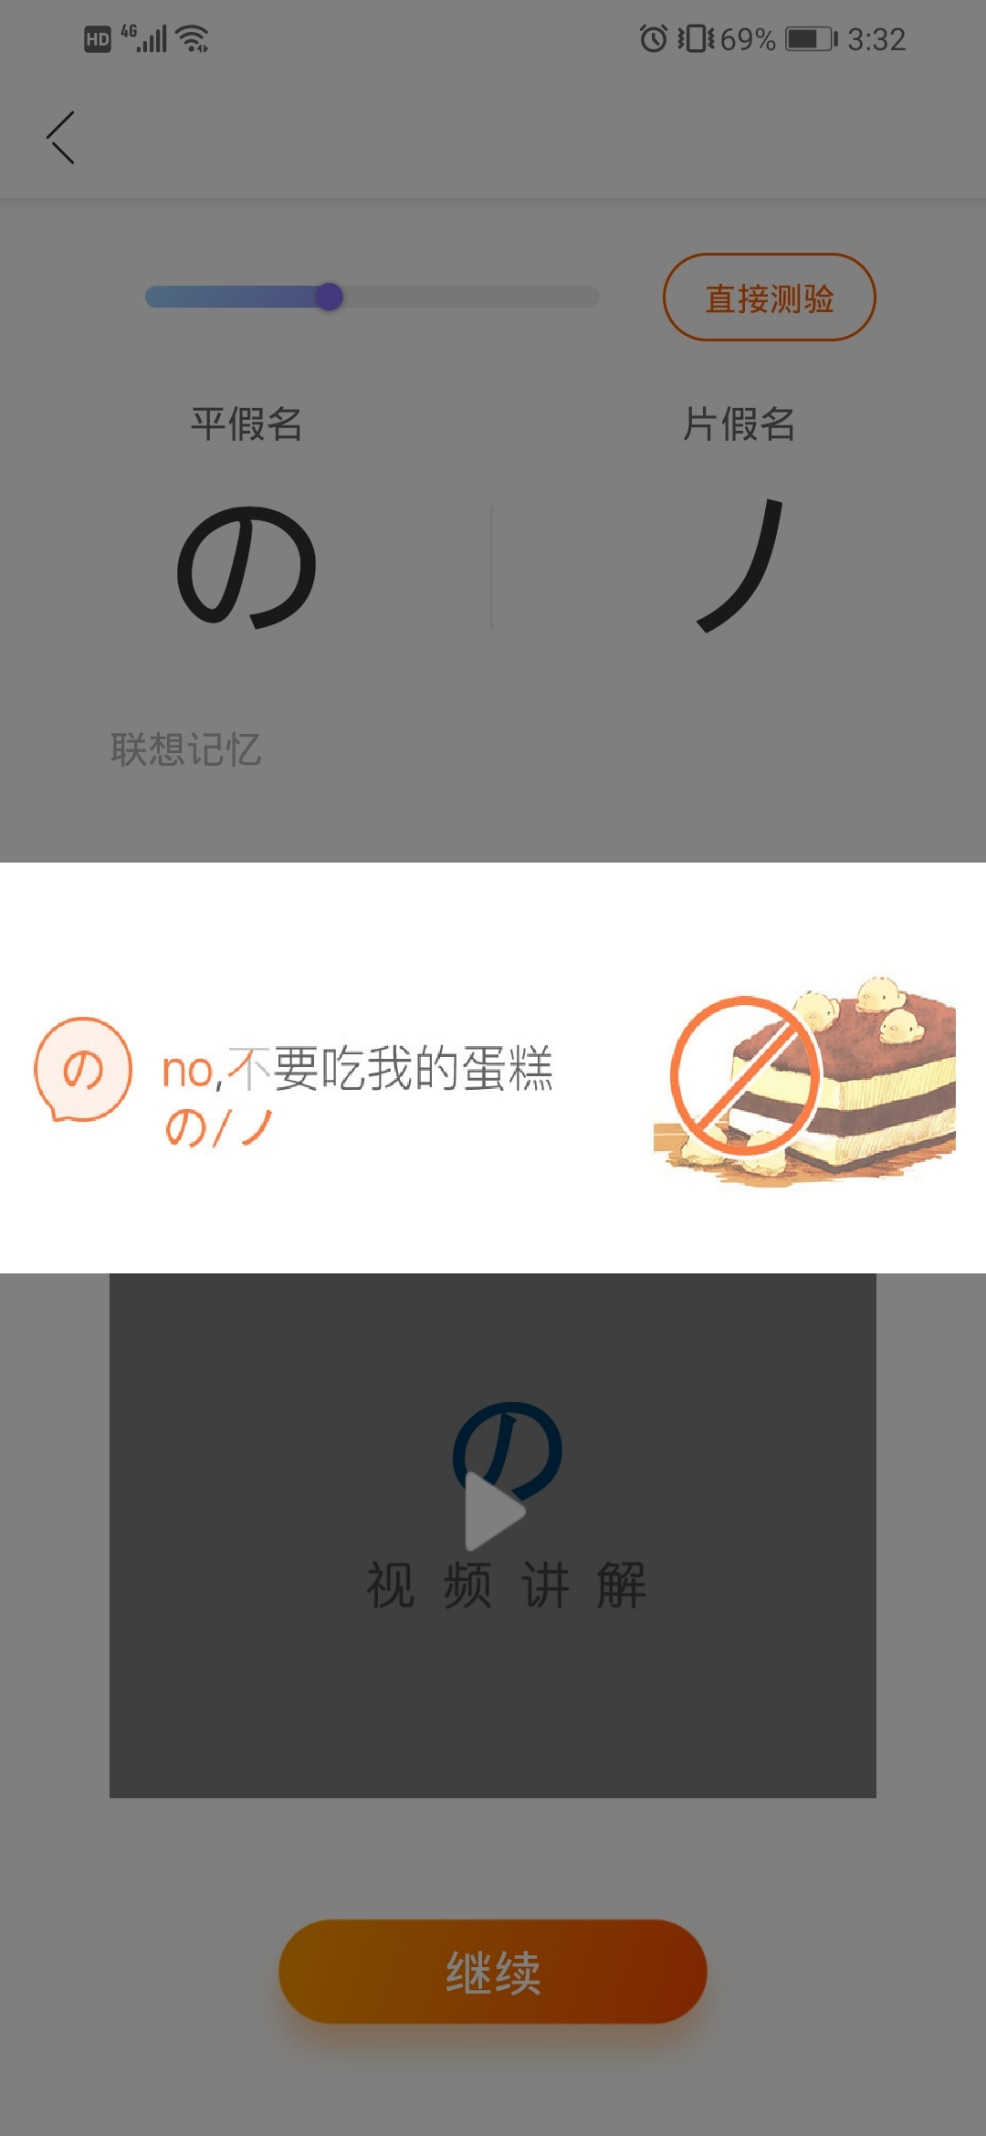 HD 4G 69% 3:32
直接测验
平假名 片假名
の ノ
联想记忆
の no,不要吃我的蛋糕
の/ノ
の
视频讲解
继续